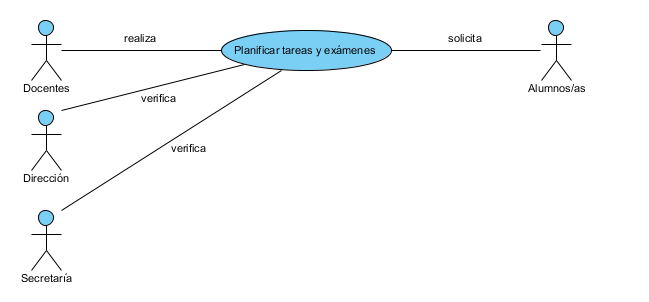 realiza
Planificar tareas y exámenes
solicita
Docentes
Alumnos/as
verifica
Dirección
verifica
Secretaría